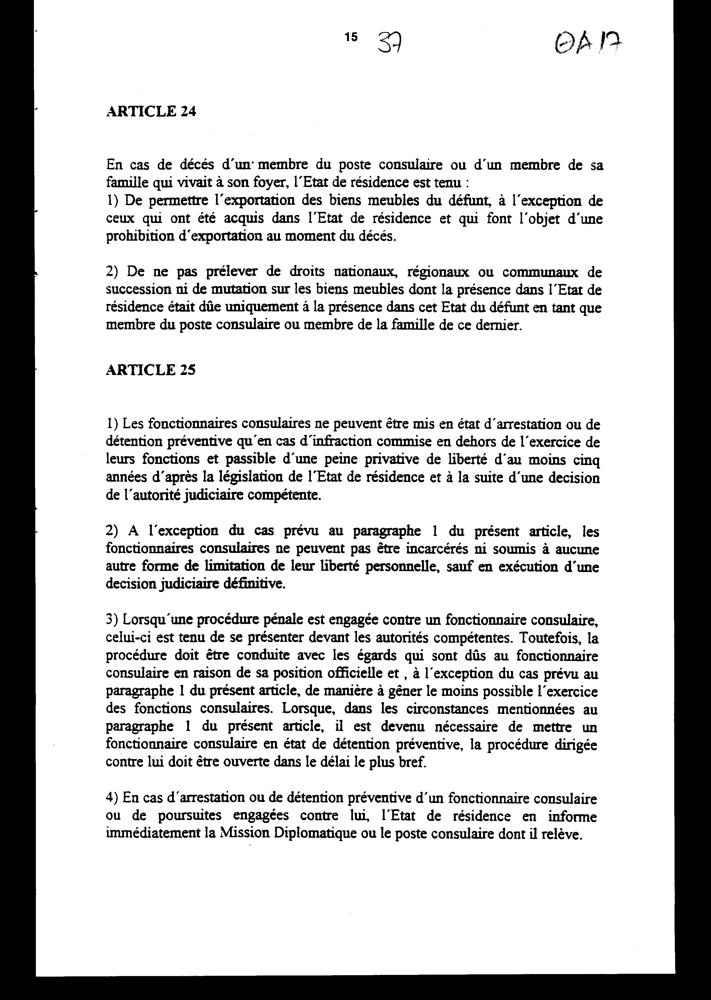 15 37 ΘΑ 17
ARTICLE 24
En cas de décés d´un membre du poste consulaire ou d´un membre de sa
famille qui vivait à son foyer, l´Etat de résidence est tenu :
1) De permettre l´exportation des biens meubles du défunt, à l´exception de
ceux qui ont été acquis dans l´Etat de résidence et qui font l´objet d´une
prohibition d´exportation au moment du décés.
2) De ne pas prélever de droits nationaux, régionaux ou communaux de
succession ni de mutation sur les biens meubles dont la présence dans l´Etat de
résidence était dûe uniquement á la présence dans cet Etat du défunt en tant que
membre du poste consulaire ou membre de la famille de ce dernier.
ARTICLE 25
1) Les fonctionnaires consulaires ne peuvent être mis en état d´arrestation ou de
détention préventive qu´en cas d´infraction commise en dehors de l´exercice de
leurs fonctions et passible d´une peine privative de liberté d´au moins cinq
années d´après la législation de l´Etat de résidence et à la suite d´une decision
de l´autorité judiciaire compétente.
2) A l´exception du cas prévu au paragraphe 1 du présent article, les
fonctionnaires consulaires ne peuvent pas être incarcérés ni soumis à aucune
autre forme de limitation de leur liberté personnelle, sauf en exécution d´une
decision judiciaire définitive.
3) Lorsqu´une procédure pénale est engagée contre un fonctionnaire consulaire,
celui-ci est tenu de se présenter devant les autorités compétentes. Toutefois, la
procédure doit être conduite avec les égards qui sont dûs au fonctionnaire
consulaire en raison de sa position officielle et , à l´exception du cas prévu au
paragraphe 1 du présent article, de manière à gêner le moins possible l´exercice
des fonctions consulaires. Lorsque, dans les circonstances mentionnées au
paragraphe 1 du présent article, il est devenu nécessaire de mettre un
fonctionnaire consulaire en état de détention préventive, la procédure dirigée
contre lui doit être ouverte dans le délai le plus bref.
4) En cas d´arrestation ou de détention préventive d´un fonctionnaire consulaire
ou de poursuites engagées contre lui, l´Etat de résidence en informe
immédiatement la Mission Diplomatique ou le poste consulaire dont il relève.